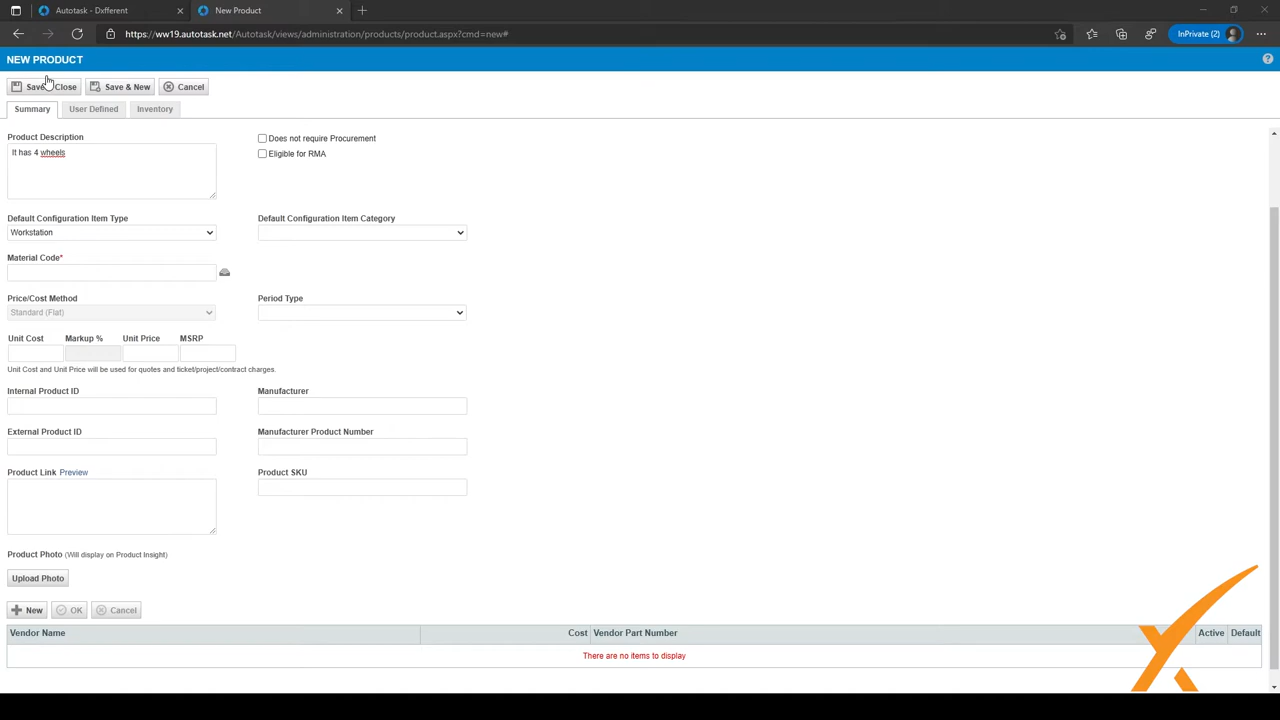 Autotask - Dxfferent
New Product
https://ww19.autotask.net/Autotask/views/administration/products/product.aspx?cmd=new#
InPrivate (2)
NEW PRODUCT
Save & Close Save & New Cancel
Summary User Defined Inventory
Product Description
It has 4 wheels
Does not require Procurement
Eligible for RMA
Default Configuration Item Type Default Configuration Item Category
Workstation
Material Code*
Price/Cost Method Period Type
Standard (Flat)
Unit Cost Markup % Unit Price MSRP
Unit Cost and Unit Price will be used for quotes and ticket/project/contract charges.
Internal Product ID Manufacturer
External Product ID Manufacturer Product Number
Product Link Preview Product SKU
Product Photo (Will display on Product Insight)
Upload Photo
New OK Cancel
Vendor Name Cost Vendor Part Number Active Default
There are no items to display